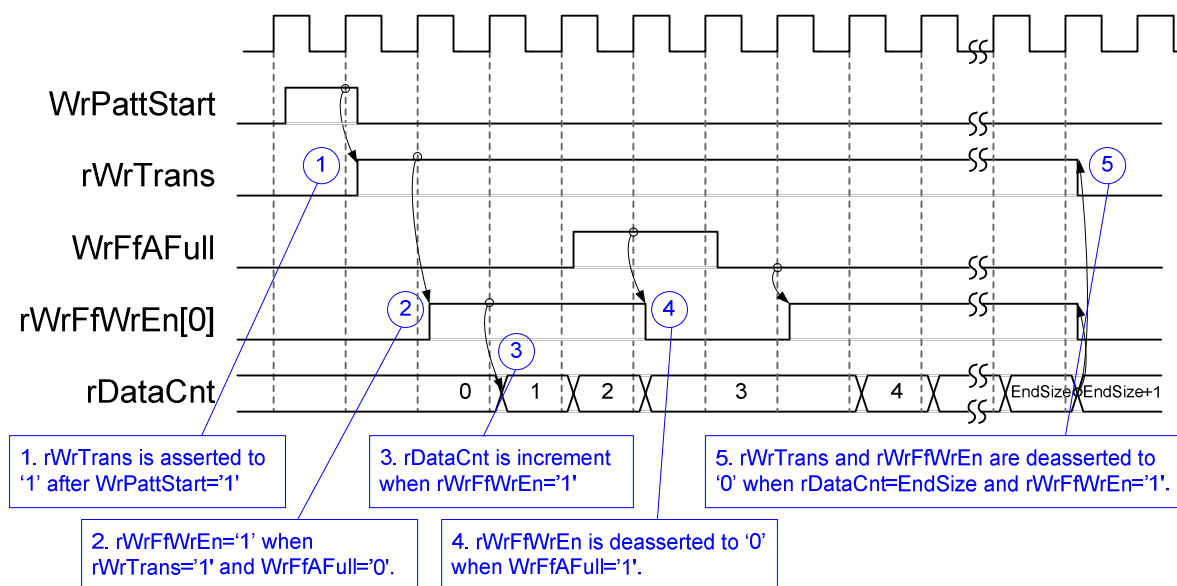 WrPattStart
rWrTrans
WrFfAFull
rWrFfWrEn[0]
rDataCnt
1
5
2
4
3
0
1
2
3
4
EndSize
EndSize+1
1. rWrTrans is asserted to
‘1’ after WrPattStart=’1'
3. rDataCnt is increment
when rWrFfWrEn=’1'
5. rWrTrans and rWrFfWrEn are deasserted to
‘0’ when rDataCnt=EndSize and rWrFfWrEn=’1'.
2. rWrFfWrEn=‘1’ when
rWrTrans=’1' and WrFfAFull=’0'.
4. rWrFfWrEn is deasserted to ‘0’
when WrFfAFull=’1'.